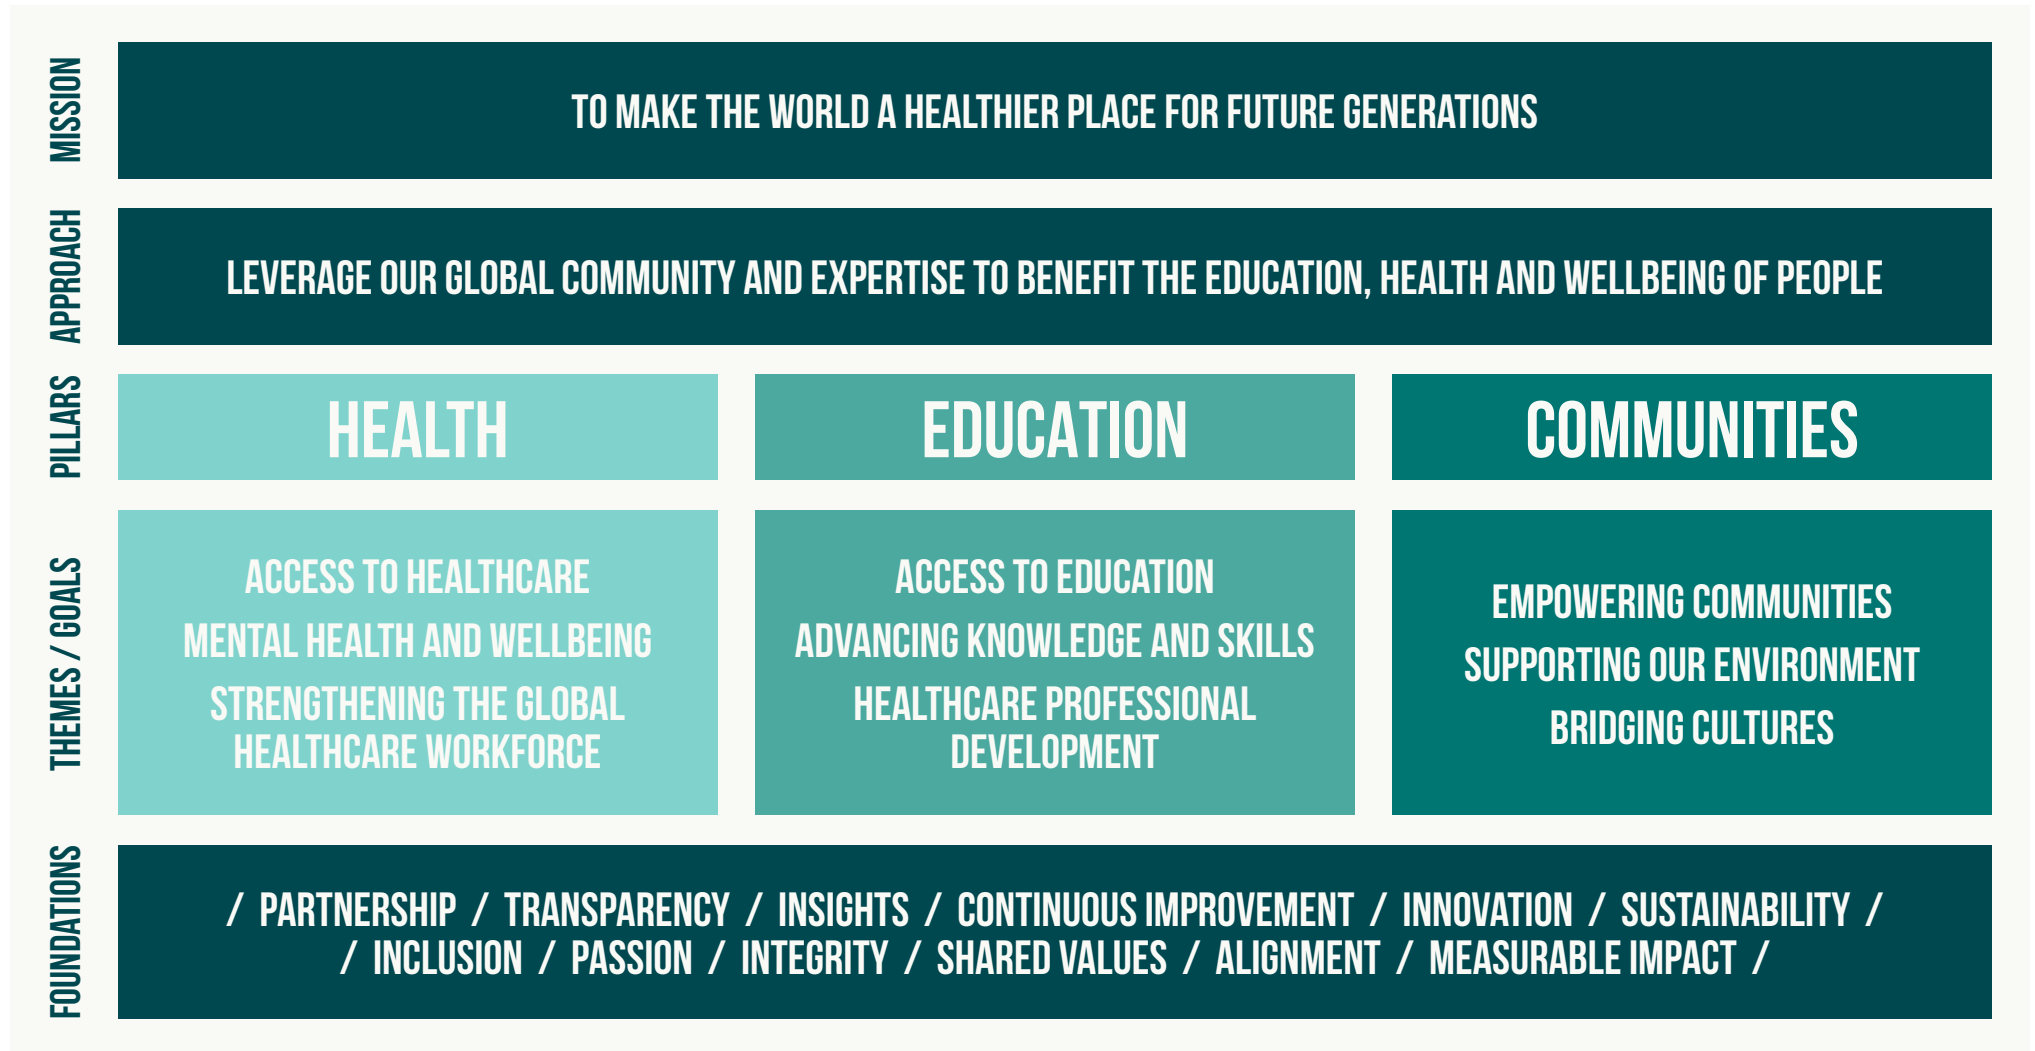 MISSION
TO MAKE THE WORLD A HEALTHIER PLACE FOR FUTURE GENERATIONS
APPROACH
LEVERAGE OUR GLOBAL COMMUNITY AND EXPERTISE TO BENEFIT THE EDUCATION, HEALTH AND WELLBEING OF PEOPLE
PILLARS
HEALTH
EDUCATION
COMMUNITIES
THEMES / GOALS
ACCESS TO HEALTHCARE
MENTAL HEALTH AND WELLBEING
STRENGTHENING THE GLOBAL
HEALTHCARE WORKFORCE
ACCESS TO EDUCATION
ADVANCING KNOWLEDGE AND SKILLS
HEALTHCARE PROFESSIONAL
DEVELOPMENT
EMPOWERING COMMUNITIES
SUPPORTING OUR ENVIRONMENT
BRIDGING CULTURES
FOUNDATIONS
/ PARTNERSHIP / TRANSPARENCY / INSIGHTS / CONTINUOUS IMPROVEMENT / INNOVATION / SUSTAINABILITY /
/ INCLUSION / PASSION / INTEGRITY / SHARED VALUES / ALIGNMENT / MEASURABLE IMPACT /